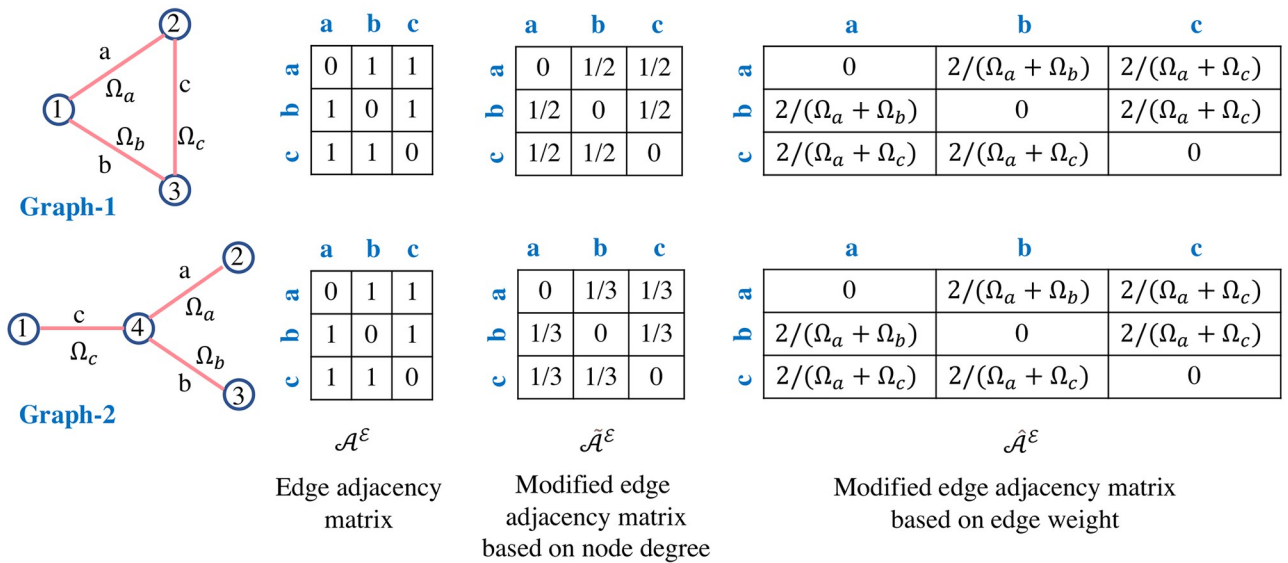 2
a
Ω_a
c
1
Ω_b
Ω_c
b
3
Graph-1
a b c
a 0 1 1
b 1 0 1
c 1 1 0
a b c
a 0 1/2 1/2
b 1/2 0 1/2
c 1/2 1/2 0
a b c
a 0 2/(Ω_a + Ω_b) 2/(Ω_a + Ω_c)
b 2/(Ω_a + Ω_b) 0 2/(Ω_a + Ω_c)
c 2/(Ω_a + Ω_c) 2/(Ω_a + Ω_c) 0
2
a
Ω_a
c
1
4
Ω_c
Ω_b
b
3
Graph-2
a b c
a 0 1 1
b 1 0 1
c 1 1 0
a b c
a 0 1/3 1/3
b 1/3 0 1/3
c 1/3 1/3 0
a b c
a 0 2/(Ω_a + Ω_b) 2/(Ω_a + Ω_c)
b 2/(Ω_a + Ω_b) 0 2/(Ω_a + Ω_c)
c 2/(Ω_a + Ω_c) 2/(Ω_a + Ω_c) 0
𝒜^ℰ
Edge adjacency
matrix
𝒜̃^ℰ
Modified edge
adjacency matrix
based on node degree
𝒜̂^ℰ
Modified edge adjacency matrix
based on edge weight